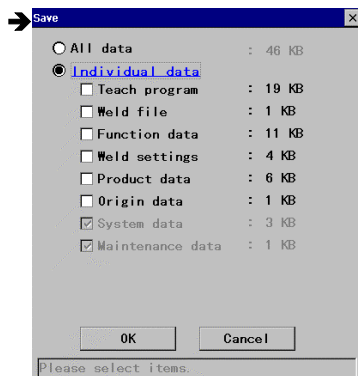 Save
All data : 46 KB
Individual data
Teach program : 19 KB
Weld file : 1 KB
Function data : 11 KB
Weld settings : 4 KB
Product data : 6 KB
Origin data : 1 KB
System data : 3 KB
Maintenance data : 1 KB
OK Cancel
Please select items.